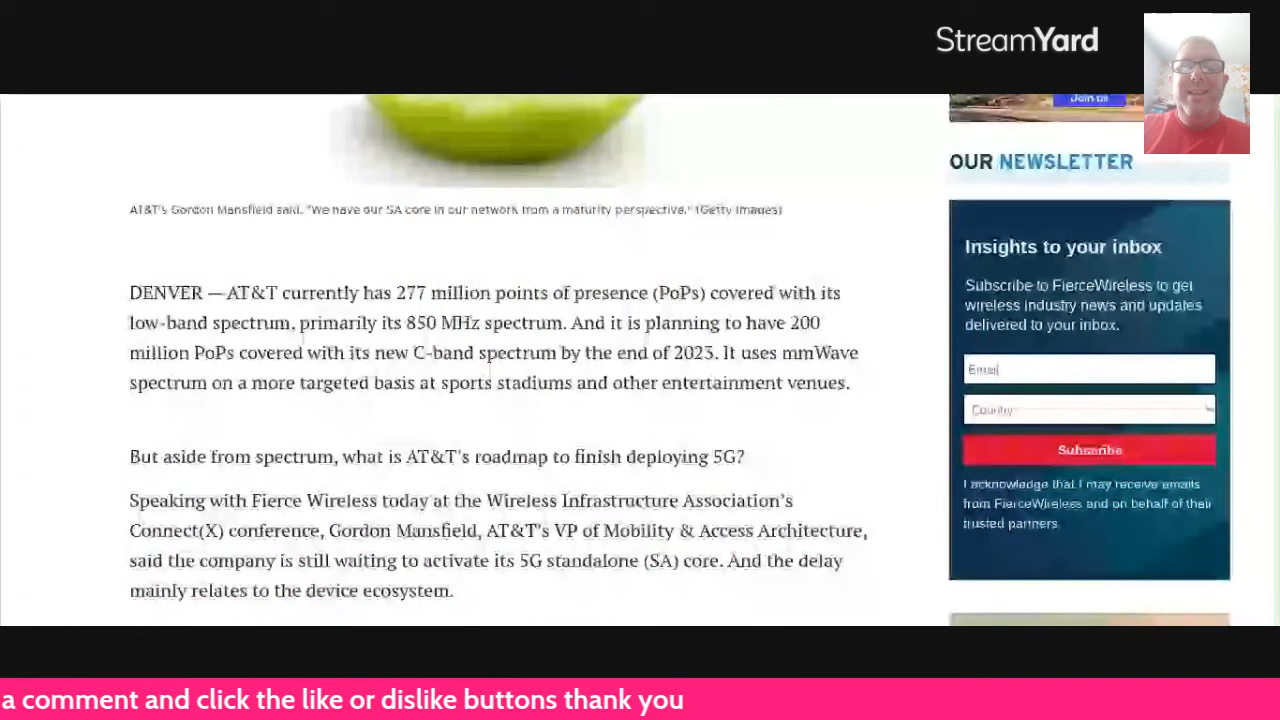 StreamYard
Join us
OUR NEWSLETTER
AT&T's Gordon Mansfield said, "We have our SA core in our network from a maturity perspective." (Getty Images)
Insights to your inbox
Subscribe to FierceWireless to get
wireless industry news and updates
delivered to your inbox.
Email
Country
Subscribe
I acknowledge that I may receive emails
from FierceWireless and on behalf of their
trusted partners.
DENVER — AT&T currently has 277 million points of presence (PoPs) covered with its
low-band spectrum, primarily its 850 MHz spectrum. And it is planning to have 200
million PoPs covered with its new C-band spectrum by the end of 2023. It uses mmWave
spectrum on a more targeted basis at sports stadiums and other entertainment venues.
But aside from spectrum, what is AT&T's roadmap to finish deploying 5G?
Speaking with Fierce Wireless today at the Wireless Infrastructure Association's
Connect(X) conference, Gordon Mansfield, AT&T's VP of Mobility & Access Architecture,
said the company is still waiting to activate its 5G standalone (SA) core. And the delay
mainly relates to the device ecosystem.
a comment and click the like or dislike buttons thank you